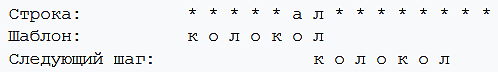 Строка: * * * * * а л * * * * * * * *
Шаблон: к о л о к о л
Следующий шаг: к о л о к о л